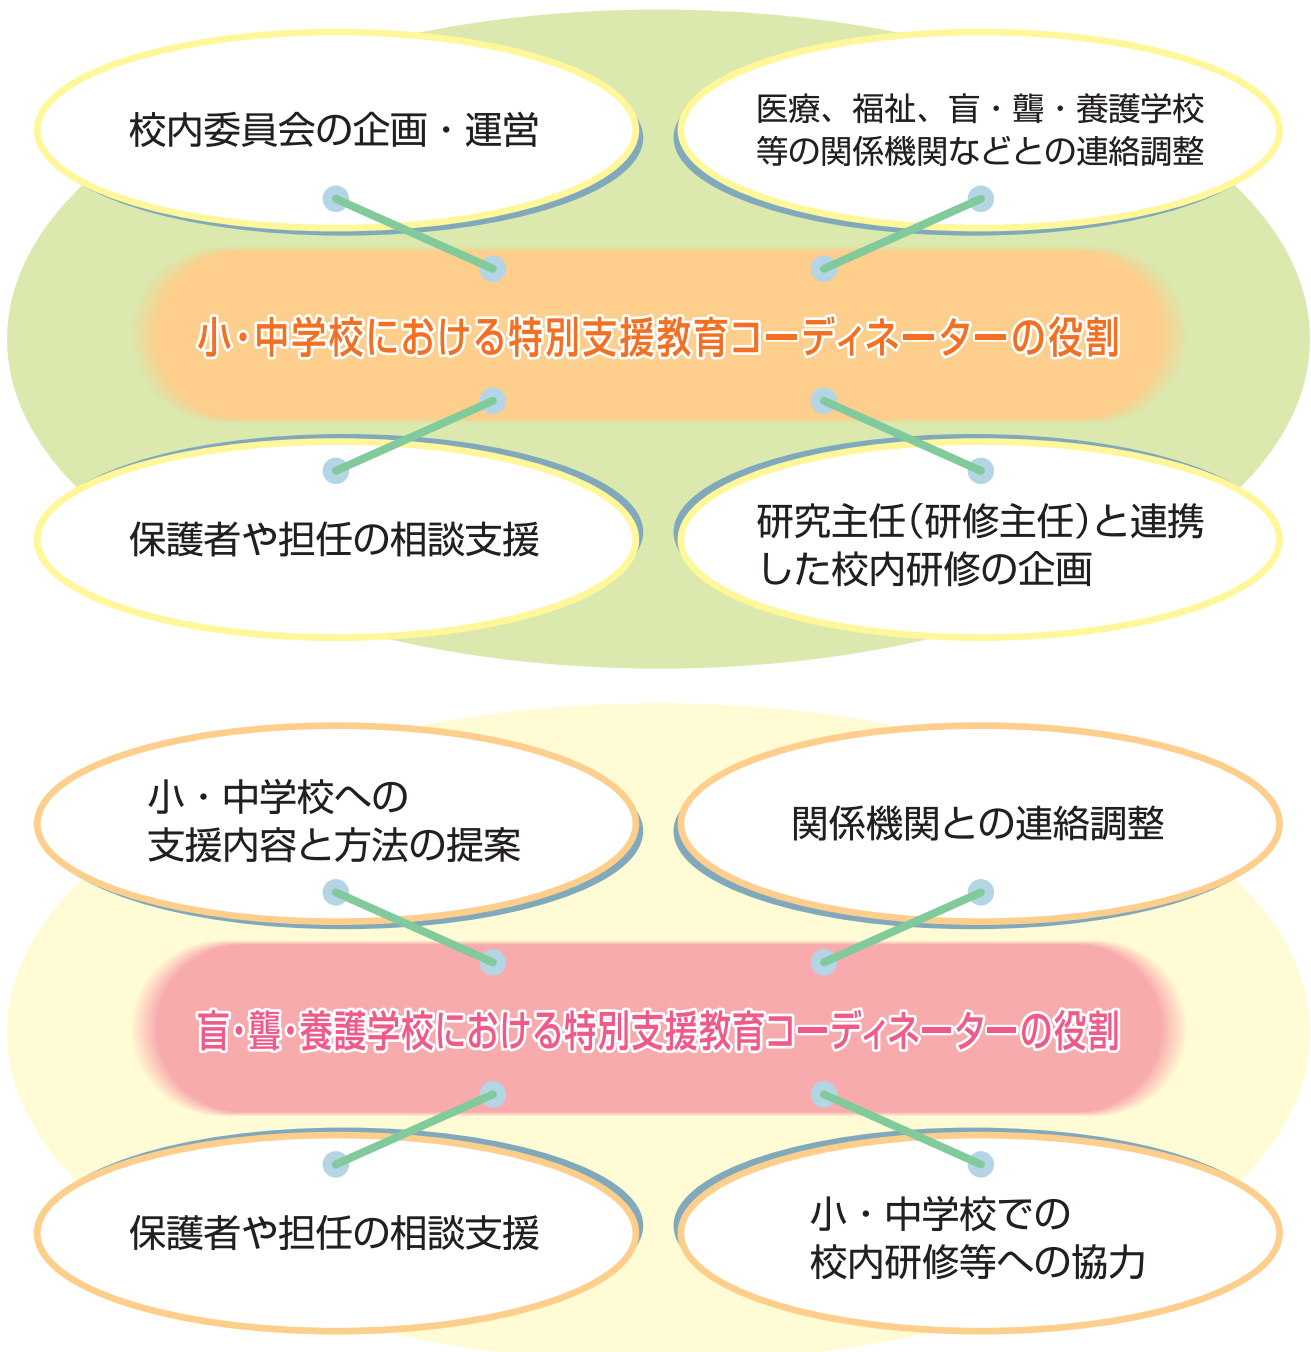 校内委員会の企画・運営
医療、福祉、盲・聾・養護学校
等の関係機関などとの連絡調整
小・中学校における特別支援教育コーディネーターの役割
保護者や担任の相談支援
研究主任(研修主任)と連携
した校内研修の企画
小・中学校への
支援内容と方法の提案
関係機関との連絡調整
盲・聾・養護学校における特別支援教育コーディネーターの役割
保護者や担任の相談支援
小・中学校での
校内研修等への協力